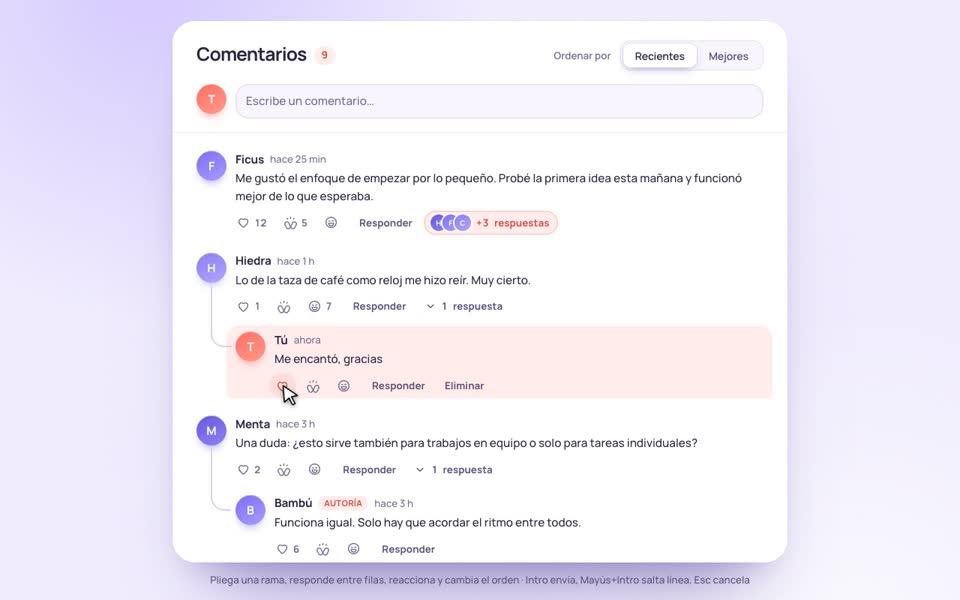 Comentarios 9
Ordenar por Recientes Mejores
T Escribe un comentario...
F Ficus hace 25 min
Me gustó el enfoque de empezar por lo pequeño. Probé la primera idea esta mañana y funcionó
mejor de lo que esperaba.
12 5 Responder H F C +3 respuestas
H Hiedra hace 1 h
Lo de la taza de café como reloj me hizo reír. Muy cierto.
1 7 Responder 1 respuesta
T Tú ahora
Me encantó, gracias
Responder Eliminar
M Menta hace 3 h
Una duda: ¿esto sirve también para trabajos en equipo o solo para tareas individuales?
2 Responder 1 respuesta
B Bambú AUTORÍA hace 3 h
Funciona igual. Solo hay que acordar el ritmo entre todos.
6 Responder
Pliega una rama, responde entre filas, reacciona y cambia el orden · Intro envía, Mayús+Intro salta línea, Esc cancela